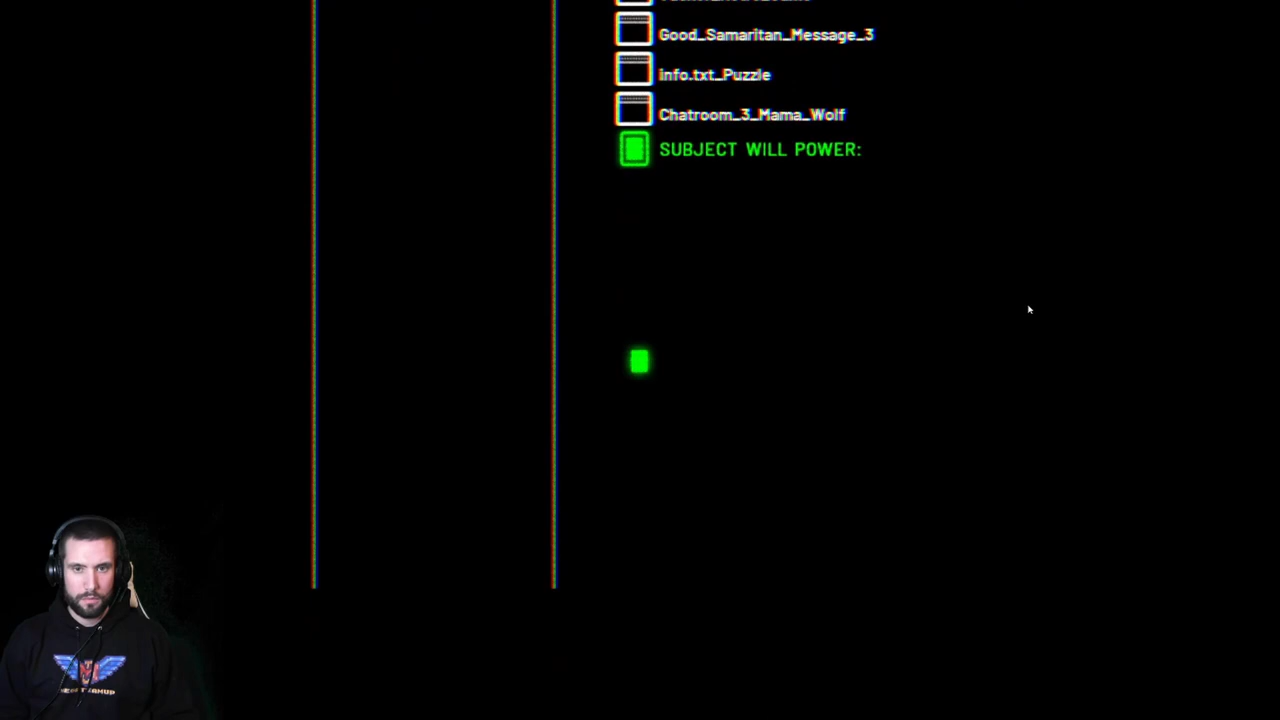 Good_Samaritan_Message_3
info.txt_Puzzle
Chatroom_3_Mama_Wolf
SUBJECT WILL POWER: